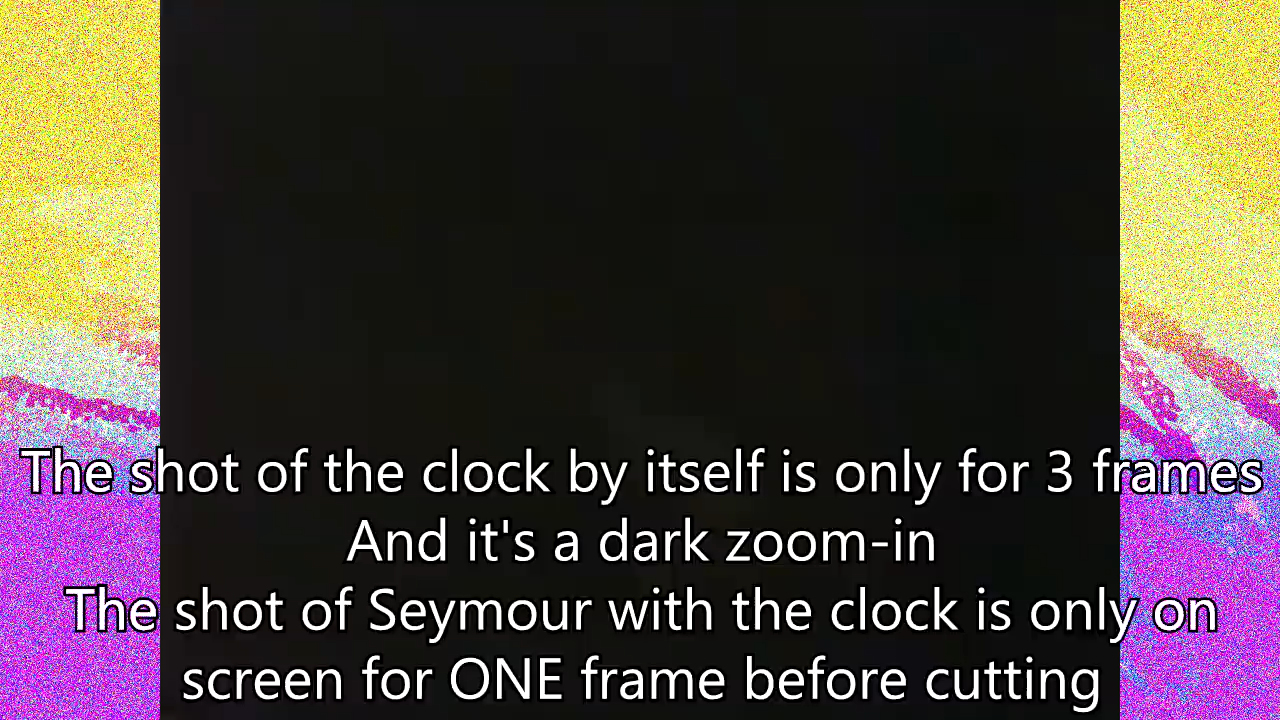 The shot of the clock by itself is only for 3 frames
And it's a dark zoom-in
The shot of Seymour with the clock is only on
screen for ONE frame before cutting